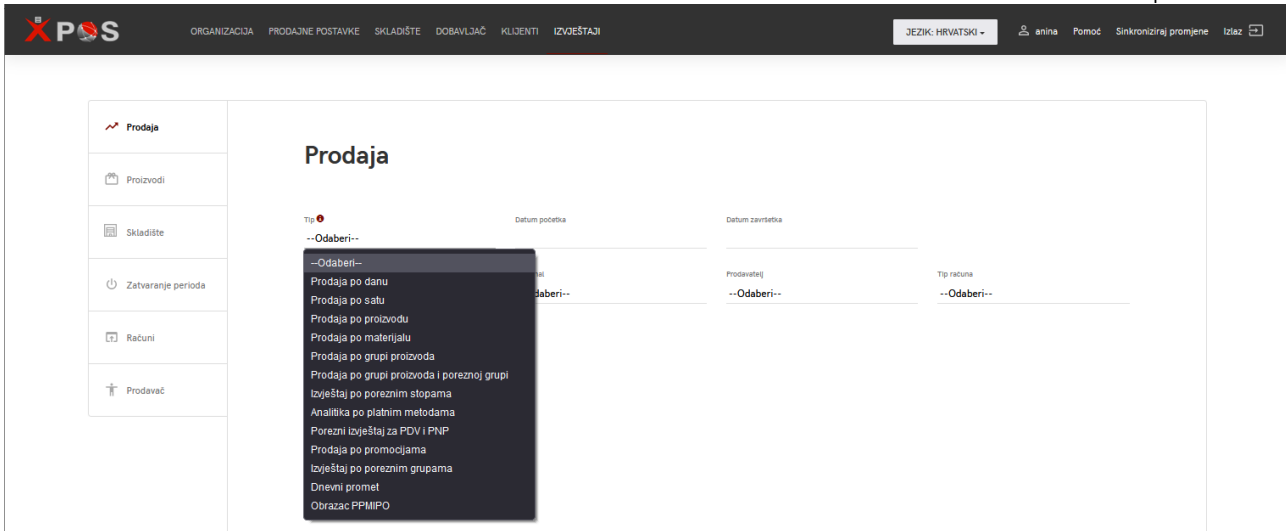 XPOS
ORGANIZACIJA PRODAJNE POSTAVKE SKLADIŠTE DOBAVLJAČ KLIJENTI IZVJEŠTAJI JEZIK: HRVATSKI anina Pomoć Sinkroniziraj promjene Izlaz
Prodaja
Proizvodi
Skladište
Zatvaranje perioda
Računi
Prodavač
Prodaja
Tip Datum početka Datum završetka
--Odaberi--
Prodavatelj Tip računa
--Odaberi-- --Odaberi--
--Odaberi--
Prodaja po danu
Prodaja po satu
Prodaja po proizvodu
Prodaja po materijalu
Prodaja po grupi proizvoda
Prodaja po grupi proizvoda i poreznoj grupi
Izvještaj po poreznim stopama
Analitika po platnim metodama
Porezni izvještaj za PDV i PNP
Prodaja po promocijama
Izvještaj po poreznim grupama
Dnevni promet
Obrazac PPMIPO